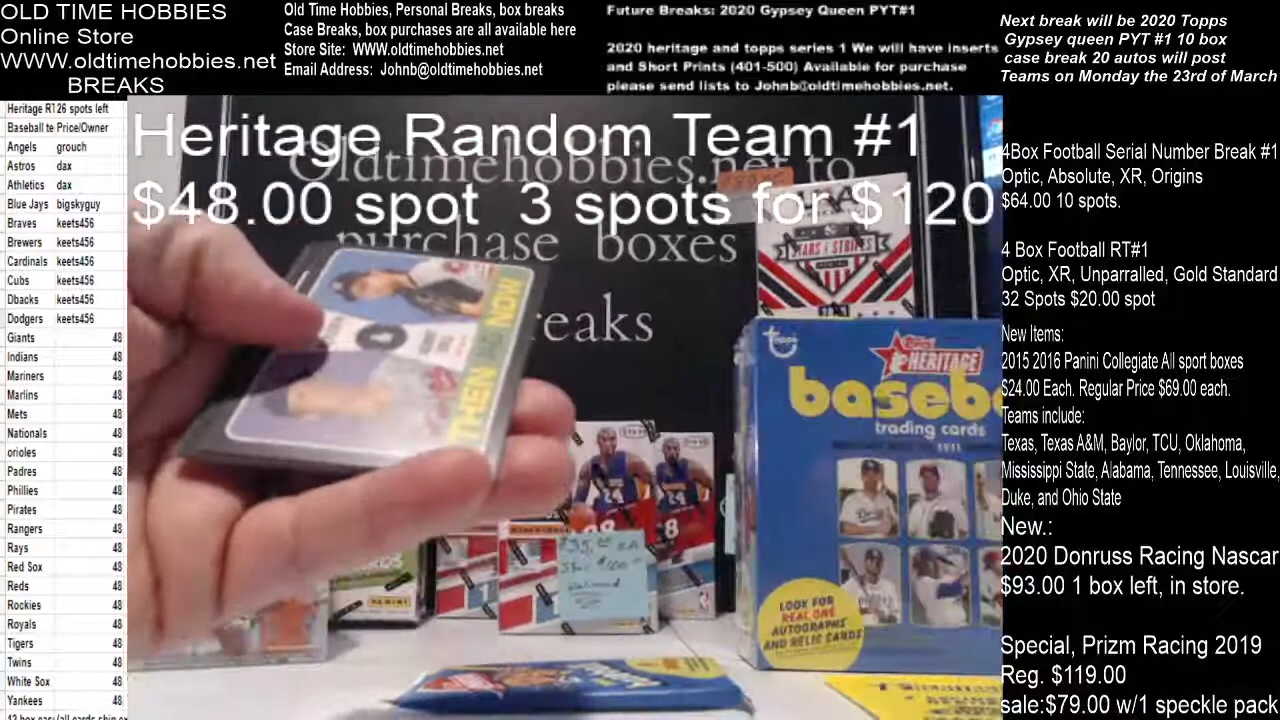 OLD TIME HOBBIES
Online Store
WWW.oldtimehobbies.net
BREAKS
Old Time Hobbies, Personal Breaks, box breaks
Case Breaks, box purchases are all available here
Store Site: WWW.oldtimehobbies.net
Email Address: Johnb@oldtimehobbies.net
Future Breaks: 2020 Gypsey Queen PYT#1
2020 heritage and topps series 1 We will have inserts
and Short Prints (401-500) Available for purchase
please send lists to Johnb@oldtimehobbies.net.
Next break will be 2020 Topps
Gypsey queen PYT #1 10 box
case break 20 autos will post
Teams on Monday the 23rd of March
Heritage R1 26 spots left
Baseball te Price/Owner
Angels grouch
Astros dax
Athletics dax
Blue Jays bigskyguy
Braves keets456
Brewers keets456
Cardinals keets456
Cubs keets456
Dbacks keets456
Dodgers keets456
Giants 48
Indians 48
Mariners 48
Marlins 48
Mets 48
Nationals 48
orioles 48
Padres 48
Phillies 48
Pirates 48
Rangers 48
Rays 48
Red Sox 48
Reds 48
Rockies 48
Royals 48
Tigers 48
Twins 48
White Sox 48
Yankees 48
Heritage Random Team #1
$48.00 spot 3 spots for $120
Oldtimehobbies.net to
purchase boxes
reaks
NOW
THEN
STARS & STRIPES
topps
Topps
HERITAGE
baseb
trading cards
LOOK FOR
REAL ONE
AUTOGRAPHS
AND RELIC CARDS
PANINI
4Box Football Serial Number Break #1
Optic, Absolute, XR, Origins
$64.00 10 spots.
4 Box Football RT#1
Optic, XR, Unparralled, Gold Standard
32 Spots $20.00 spot
New Items:
2015 2016 Panini Collegiate All sport boxes
$24.00 Each. Regular Price $69.00 each.
Teams include:
Texas, Texas A&M, Baylor, TCU, Oklahoma,
Mississippi State, Alabama, Tennessee, Louisville,
Duke, and Ohio State
New.:
2020 Donruss Racing Nascar
$93.00 1 box left, in store.
Special, Prizm Racing 2019
Reg. $119.00
sale:$79.00 w/1 speckle pack